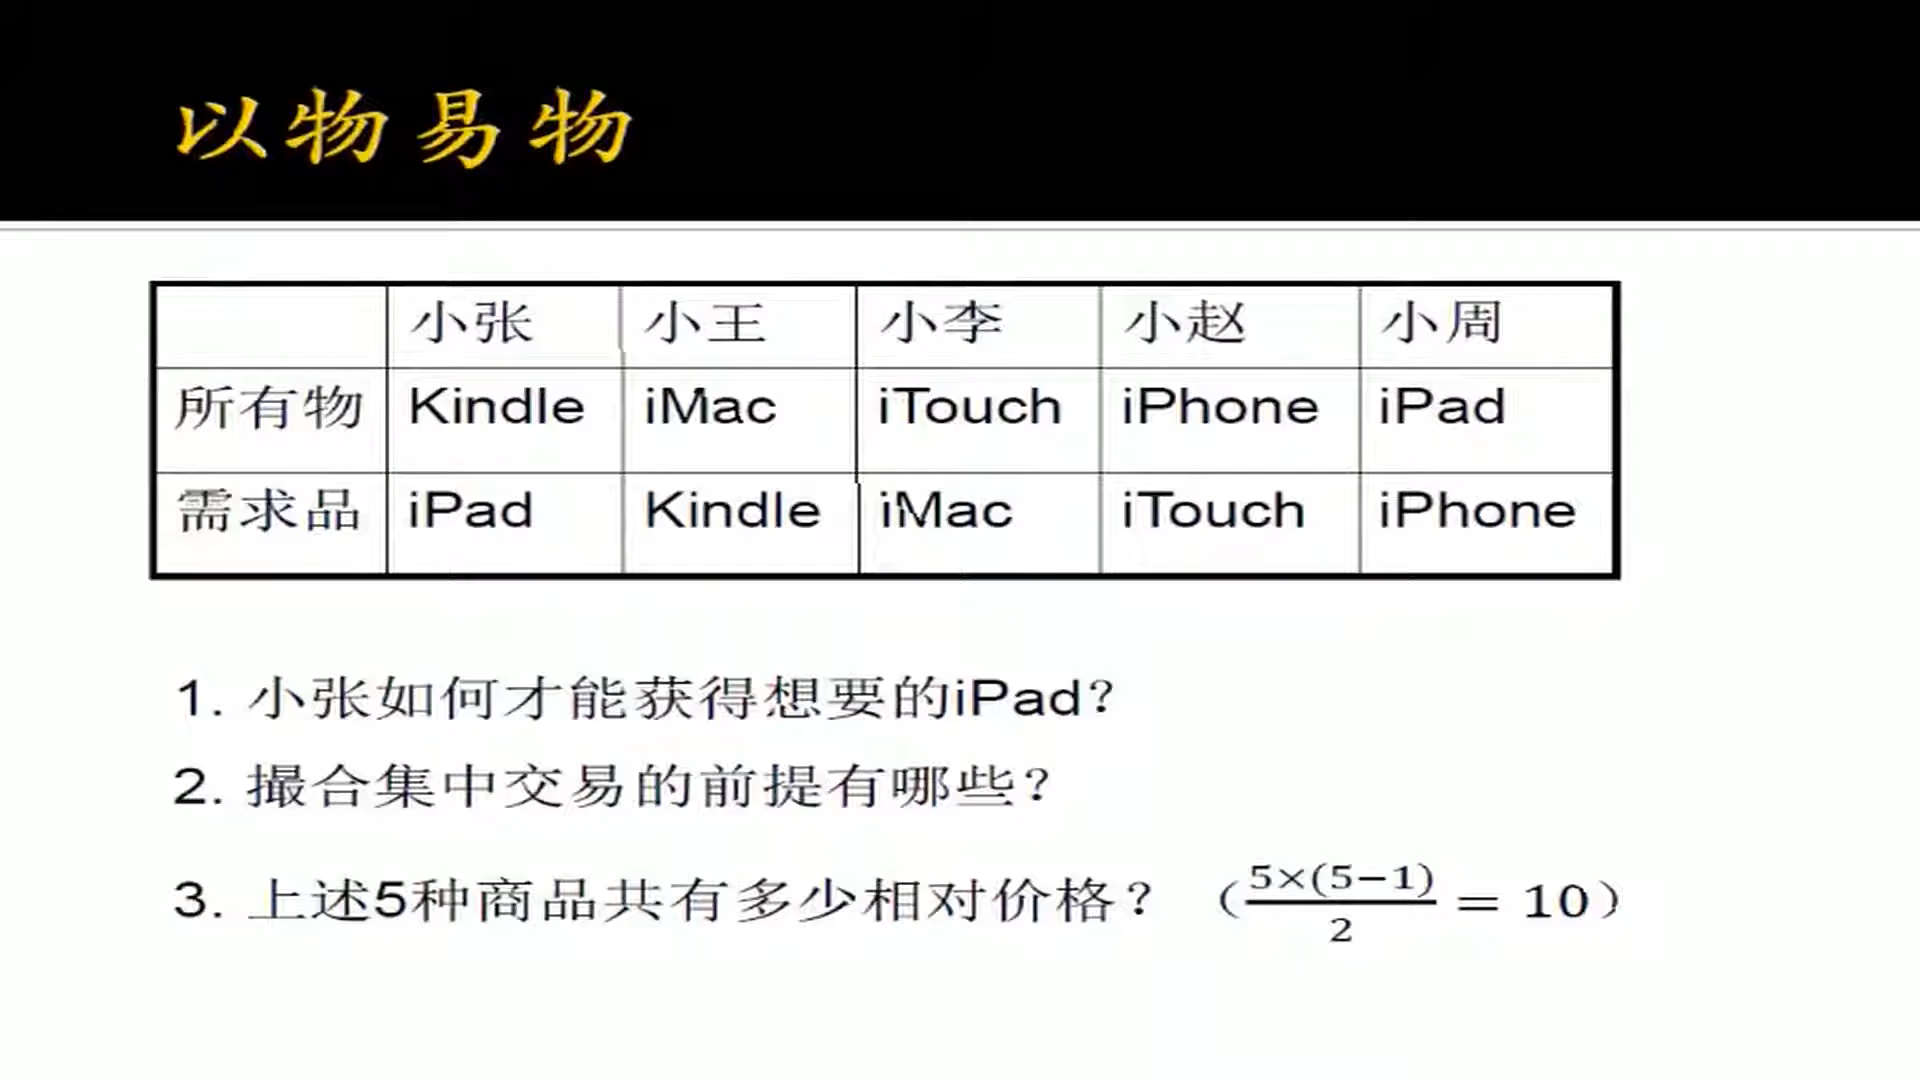 以物易物
小张 小王 小李 小赵 小周
所有物 Kindle iMac iTouch iPhone iPad
需求品 iPad Kindle iMac iTouch iPhone
1. 小张如何才能获得想要的iPad?
2. 撮合集中交易的前提有哪些?
3. 上述5种商品共有多少相对价格? （\frac{5×(5−1)}{2} = 10）